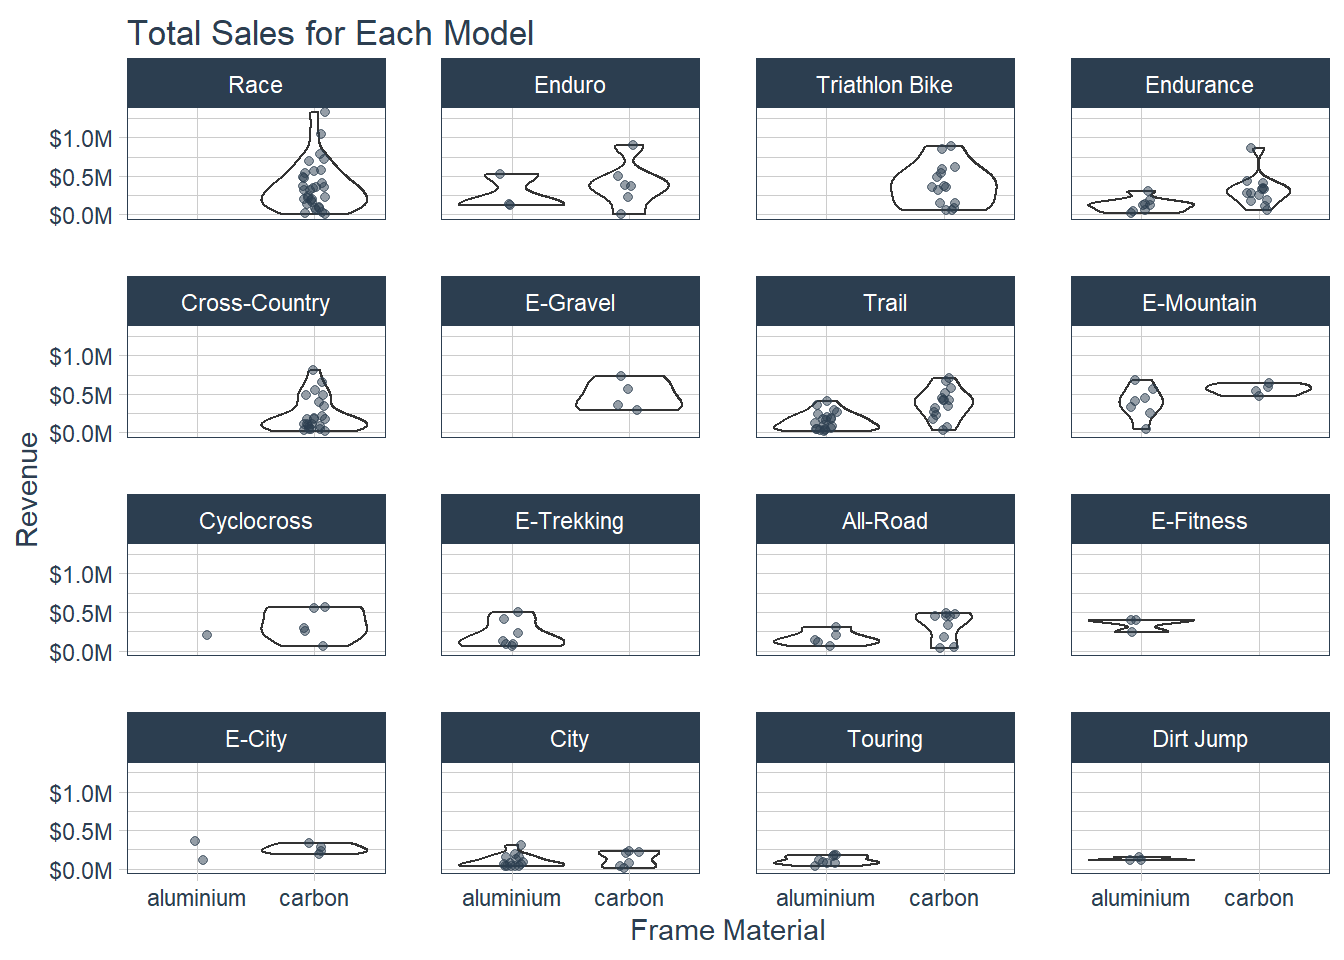 Total Sales for Each Model
Race Enduro Triathlon Bike Endurance
$1.0M
$0.5M
$0.0M
Cross-Country E-Gravel Trail E-Mountain
$1.0M
$0.5M
$0.0M
Revenue
Cyclocross E-Trekking All-Road E-Fitness
$1.0M
$0.5M
$0.0M
E-City City Touring Dirt Jump
$1.0M
$0.5M
$0.0M
aluminium carbon aluminium carbon aluminium carbon aluminium carbon
Frame Material